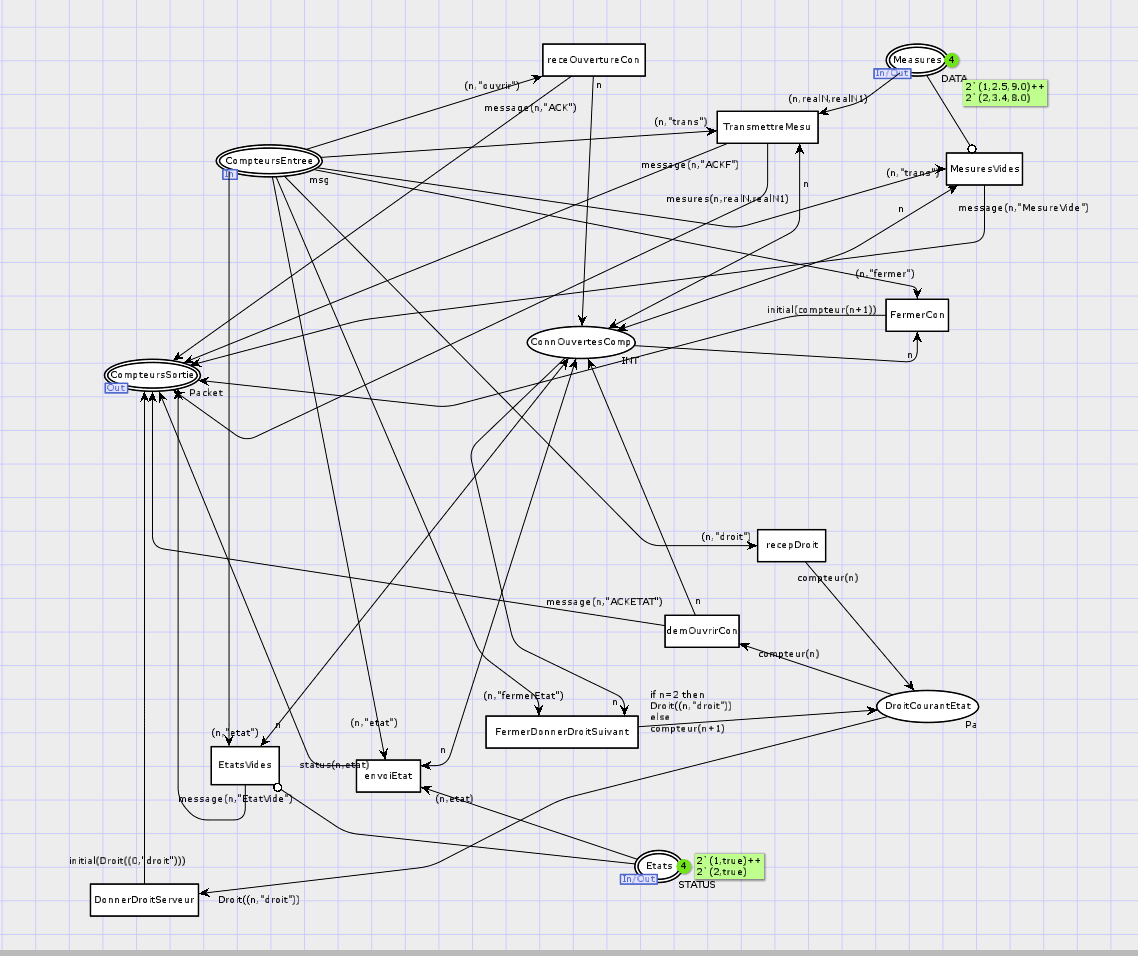 receOuvertureCon
Measures
4
In/Out
DATA
2`(1,2.5,9.0)++
2`(2,3.4,8.0)
(n,"ouvrir")
n
message(n,"ACK")
(n,realN,realN1)
(n,"trans")
TransmettreMesu
CompteursEntree
In
msg
message(n,"ACKF")
(n,"trans")
MesuresVides
n
mesures(n,realN,realN1)
n
message(n,"MesureVide")
(n,"fermer")
initial(compteur(n+1))
FermerCon
ConnOuvertesComp
INT
n
CompteursSortie
Out
Packet
(n,"droit")
recepDroit
compteur(n)
message(n,"ACKETAT")
n
demOuvrirCon
compteur(n)
(n,"fermerEtat")
n
if n=2 then
Droit((n,"droit"))
else
compteur(n+1)
DroitCourantEtat
Pa
FermerDonnerDroitSuivant
(n,"etat")
n
(n,"etat")
n
EtatsVides
status(n,etat)
envoiEtat
message(n,"EtatVide")
(n,etat)
initial(Droit((0,"droit")))
Etats
4
In/Out
STATUS
2`(1,true)++
2`(2,true)
DonnerDroitServeur
Droit((n,"droit"))